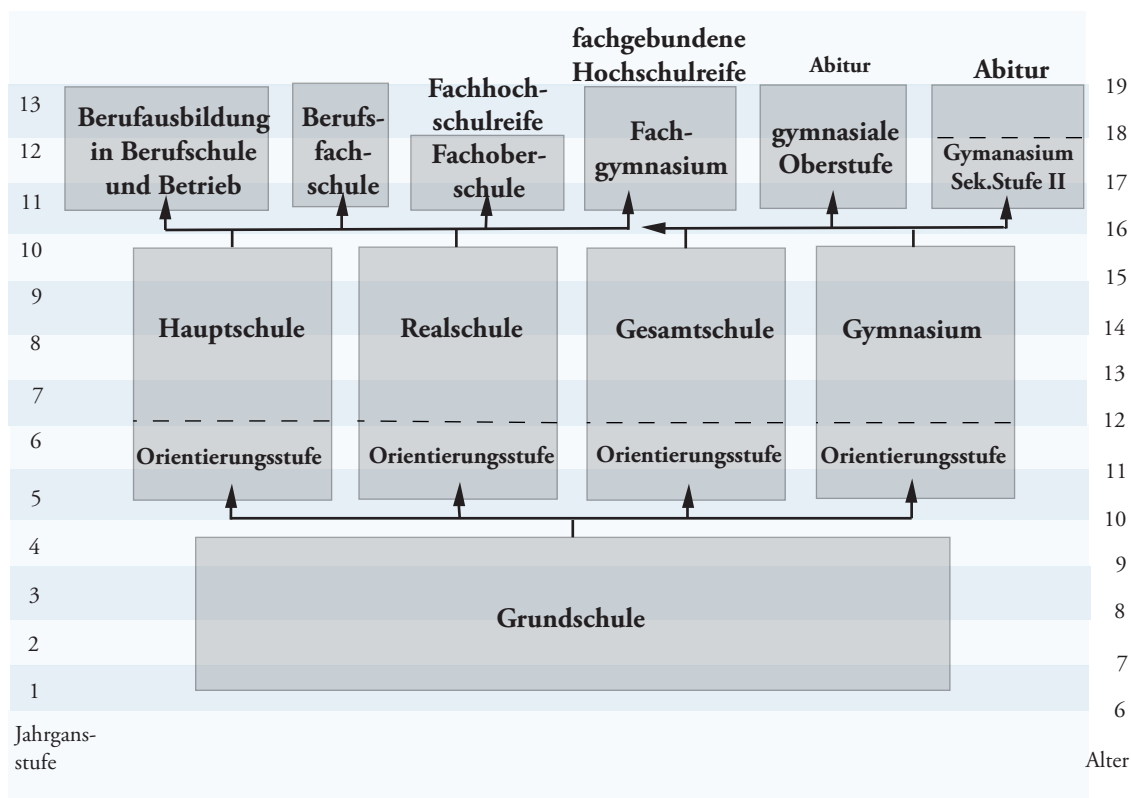 fachgebundene
Hochschulreife
Abitur
Abitur
Fachhoch-
schulreife
13
12
11
10
9
8
7
6
5
4
3
2
1
Jahrgans-
stufe
Berufausbildung
in Berufschule
und Betrieb
Berufs-
fach-
schule
Fachober-
schule
Fach-
gymnasium
gymnasiale
Oberstufe
Gymanasium
Sek.Stufe II
Hauptschule
Realschule
Gesamtschule
Gymnasium
Orientierungsstufe
Orientierungsstufe
Orientierungsstufe
Orientierungsstufe
Grundschule
19
18
17
16
15
14
13
12
11
10
9
8
7
6
Alter